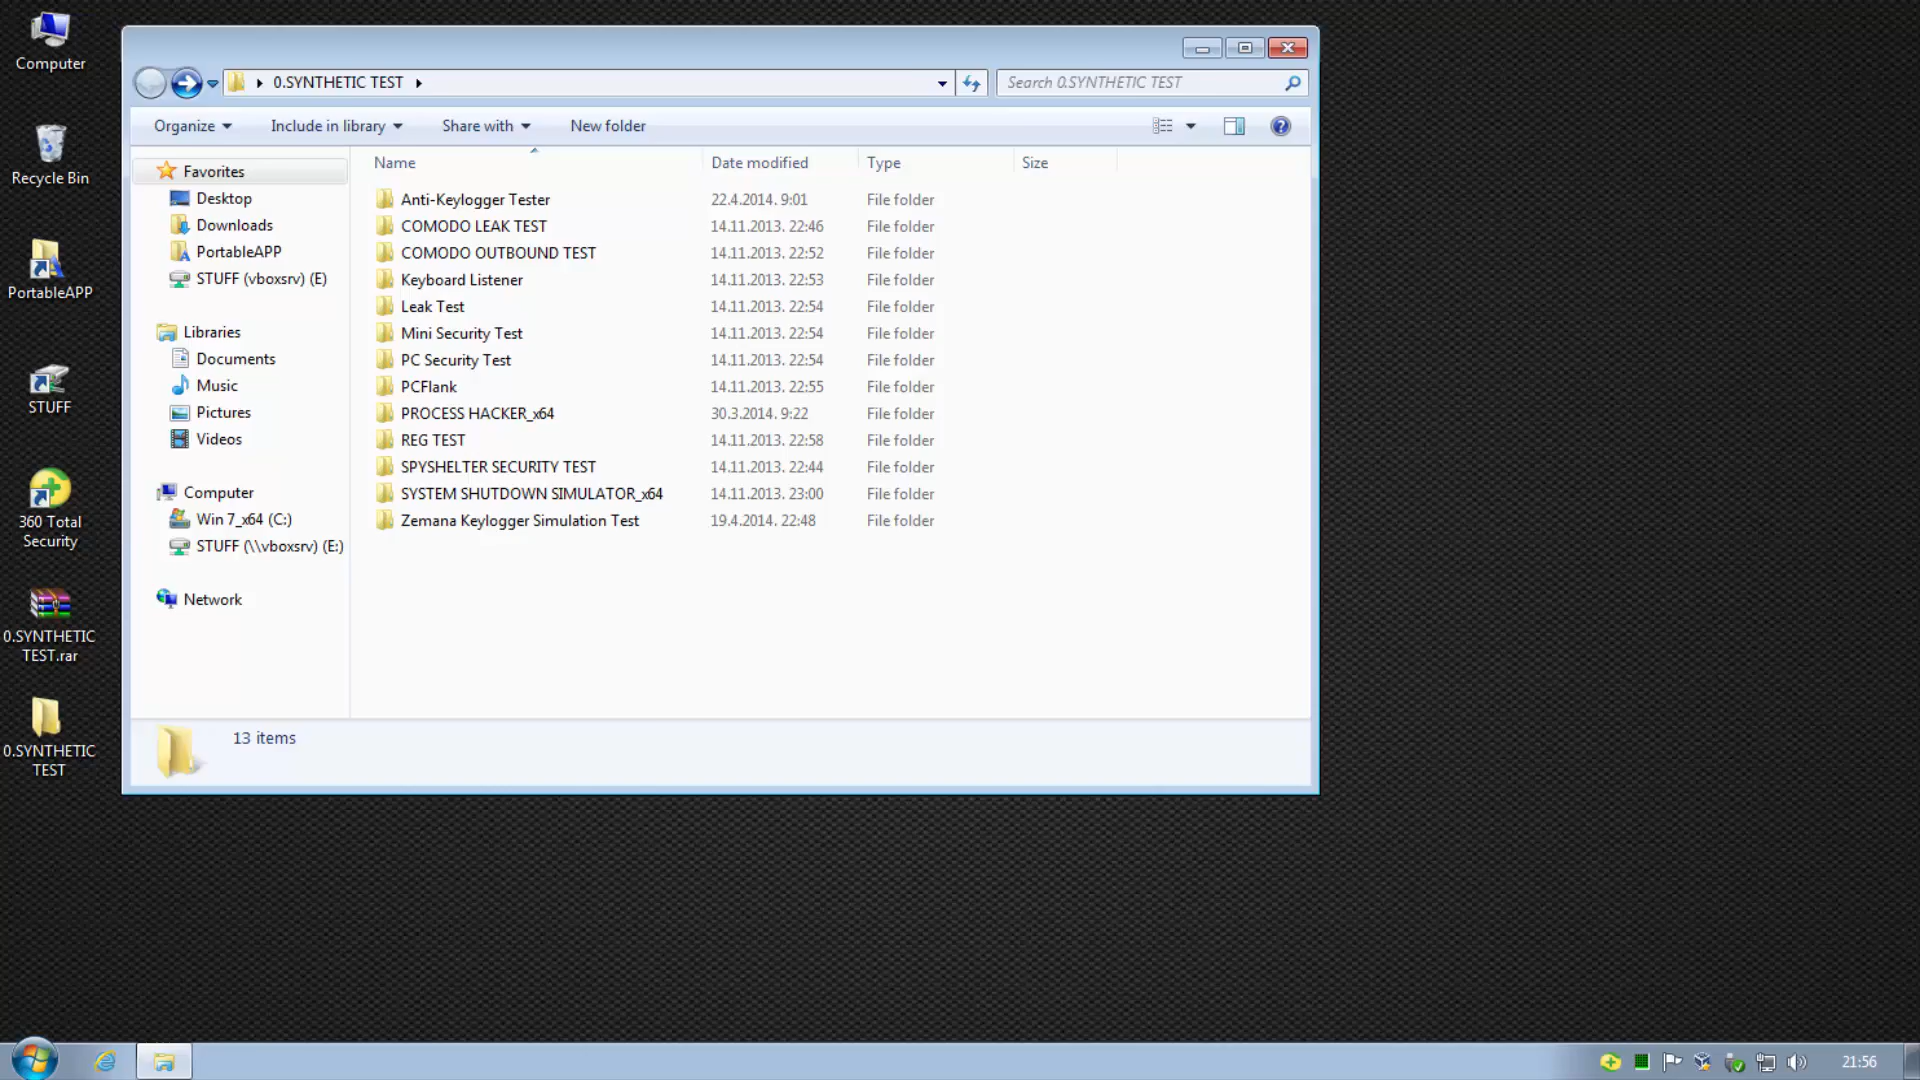 Computer
Recycle Bin
PortableAPP
STUFF
360 Total
Security
0.SYNTHETIC
TEST.rar
0.SYNTHETIC
TEST
0.SYNTHETIC TEST
Search 0.SYNTHETIC TEST
Organize
Include in library
Share with
New folder
Favorites
Desktop
Downloads
PortableAPP
STUFF (vboxsrv) (E)
Libraries
Documents
Music
Pictures
Videos
Computer
Win 7_x64 (C:)
STUFF (\\vboxsrv) (E:)
Network
Name Date modified Type Size
Anti-Keylogger Tester 22.4.2014. 9:01 File folder
COMODO LEAK TEST 14.11.2013. 22:46 File folder
COMODO OUTBOUND TEST 14.11.2013. 22:52 File folder
Keyboard Listener 14.11.2013. 22:53 File folder
Leak Test 14.11.2013. 22:54 File folder
Mini Security Test 14.11.2013. 22:54 File folder
PC Security Test 14.11.2013. 22:54 File folder
PCFlank 14.11.2013. 22:55 File folder
PROCESS HACKER_x64 30.3.2014. 9:22 File folder
REG TEST 14.11.2013. 22:58 File folder
SPYSHELTER SECURITY TEST 14.11.2013. 22:44 File folder
SYSTEM SHUTDOWN SIMULATOR_x64 14.11.2013. 23:00 File folder
Zemana Keylogger Simulation Test 19.4.2014. 22:48 File folder
13 items
21:56